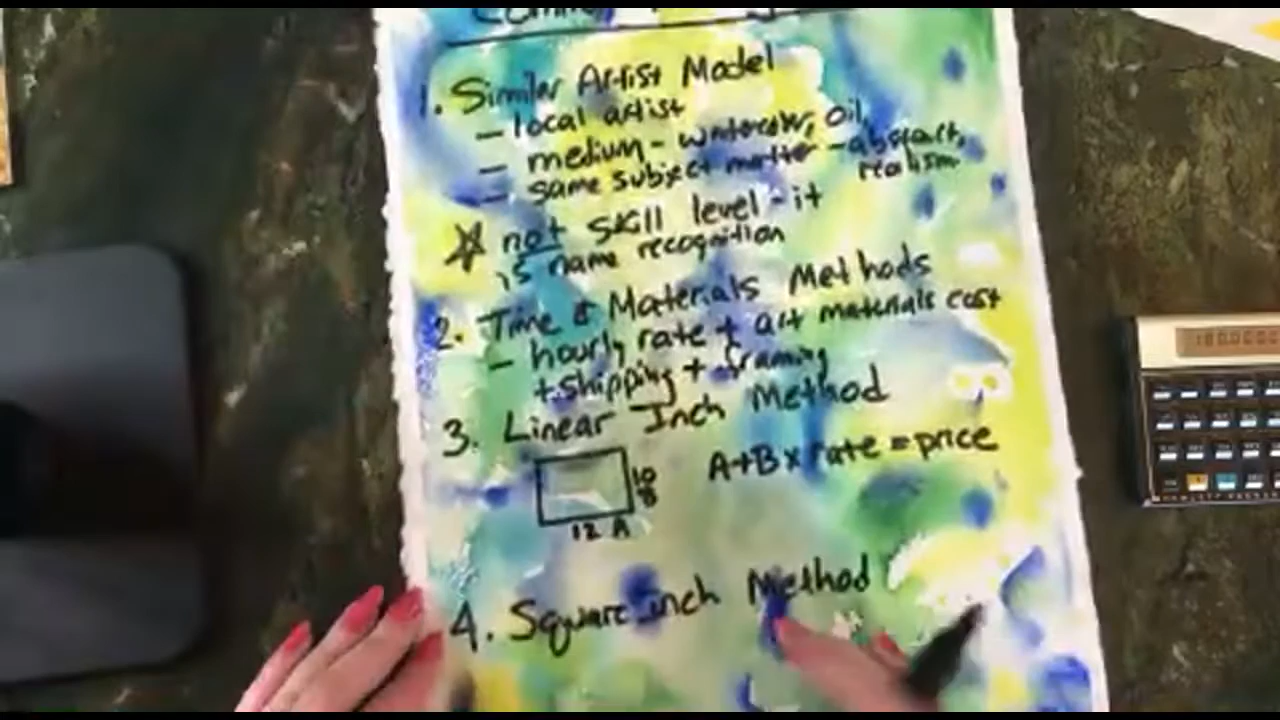 1. Similar Artist Model
- local artist
- medium - watercolor, oil,
- same subject matter - abstract,
realism
☆ not skill level - it
is name recognition
2. Time & Materials Methods
- hourly rate + art materials cost
+ shipping + framing
3. Linear Inch Method
A+B x rate = price
10
B
12 A
4. Square inch Method